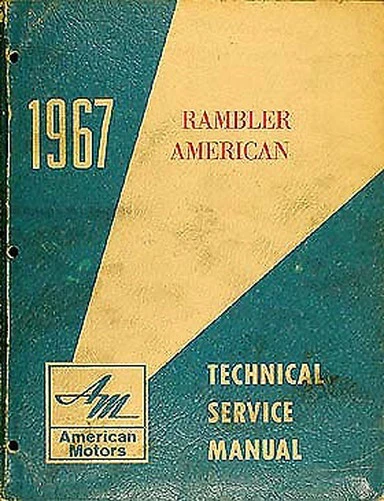 1967
RAMBLER
AMERICAN
TECHNICAL
SERVICE
MANUAL
AM
American
Motors